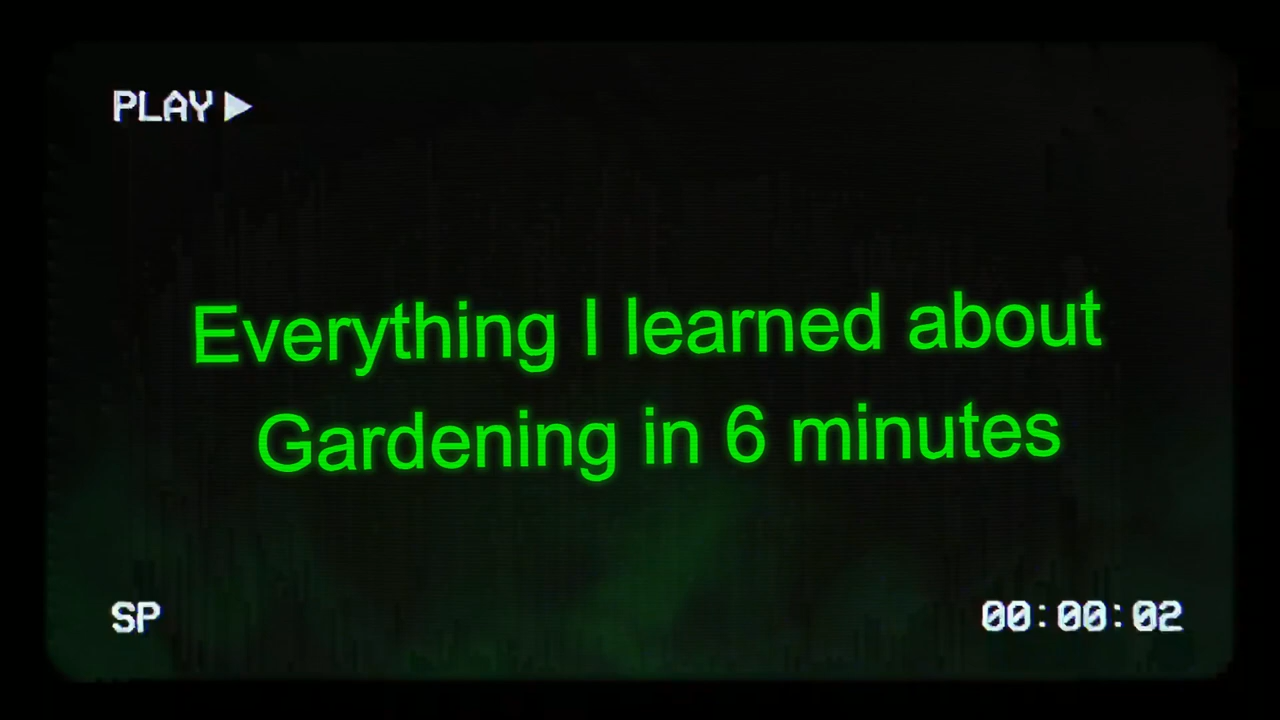 PLAY
Everything I learned about
Gardening in 6 minutes
SP
00:00:02